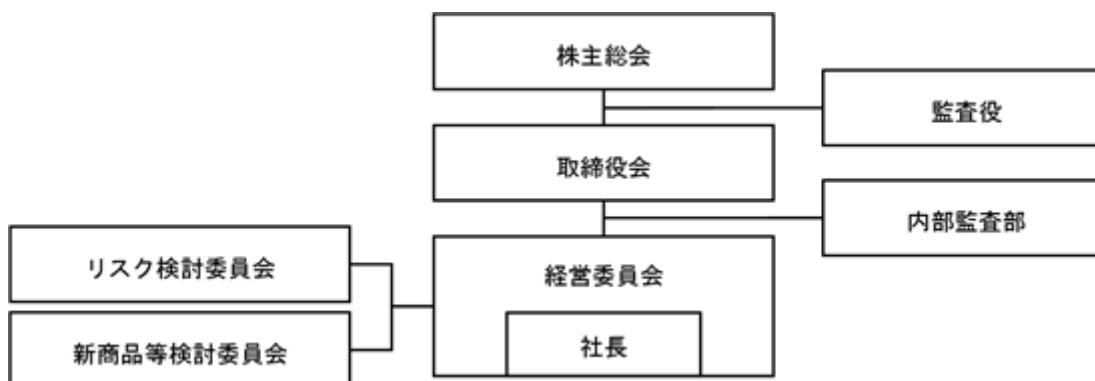 株主総会
監査役
取締役会
内部監査部
リスク検討委員会
経営委員会
新商品等検討委員会
社長